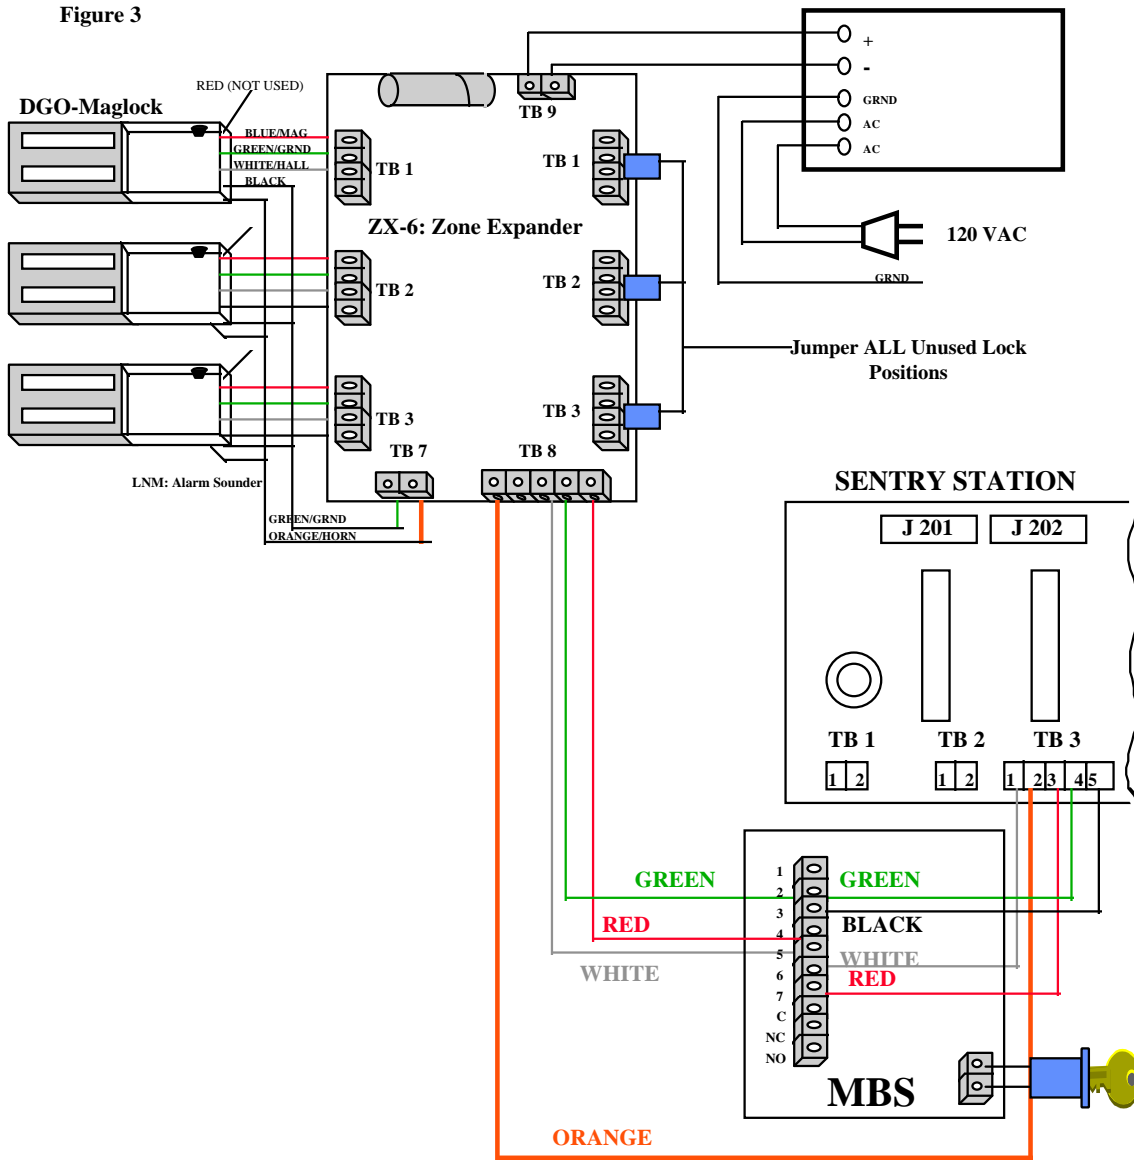 Figure 3
+
-
GRND
AC
AC
RED (NOT USED)
DGO-Maglock
TB 9
BLUE/MAG
GREEN/GRND
WHITE/HALL
BLACK
TB 1
TB 1
ZX-6: Zone Expander
120 VAC
GRND
TB 2
TB 2
Jumper ALL Unused Lock
Positions
TB 3
TB 3
TB 7
TB 8
LNM: Alarm Sounder
GREEN/GRND
ORANGE/HORN
SENTRY STATION
J 201
J 202
TB 1
TB 2
TB 3
1 2
1 2
1 2 3 4 5
1
2
3
4
5
6
7
C
NC
NO
GREEN
GREEN
RED
BLACK
WHITE
WHITE
RED
MBS
ORANGE